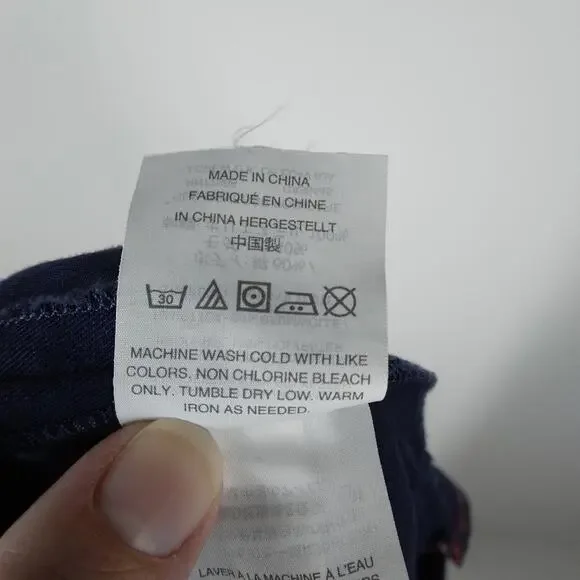 MADE IN CHINA
FABRIQUÉ EN CHINE
IN CHINA HERGESTELLT
中国製
30
MACHINE WASH COLD WITH LIKE
COLORS. NON CHLORINE BLEACH
ONLY. TUMBLE DRY LOW. WARM
IRON AS NEEDED.
LAVER À LA MACHINE À L'EAU